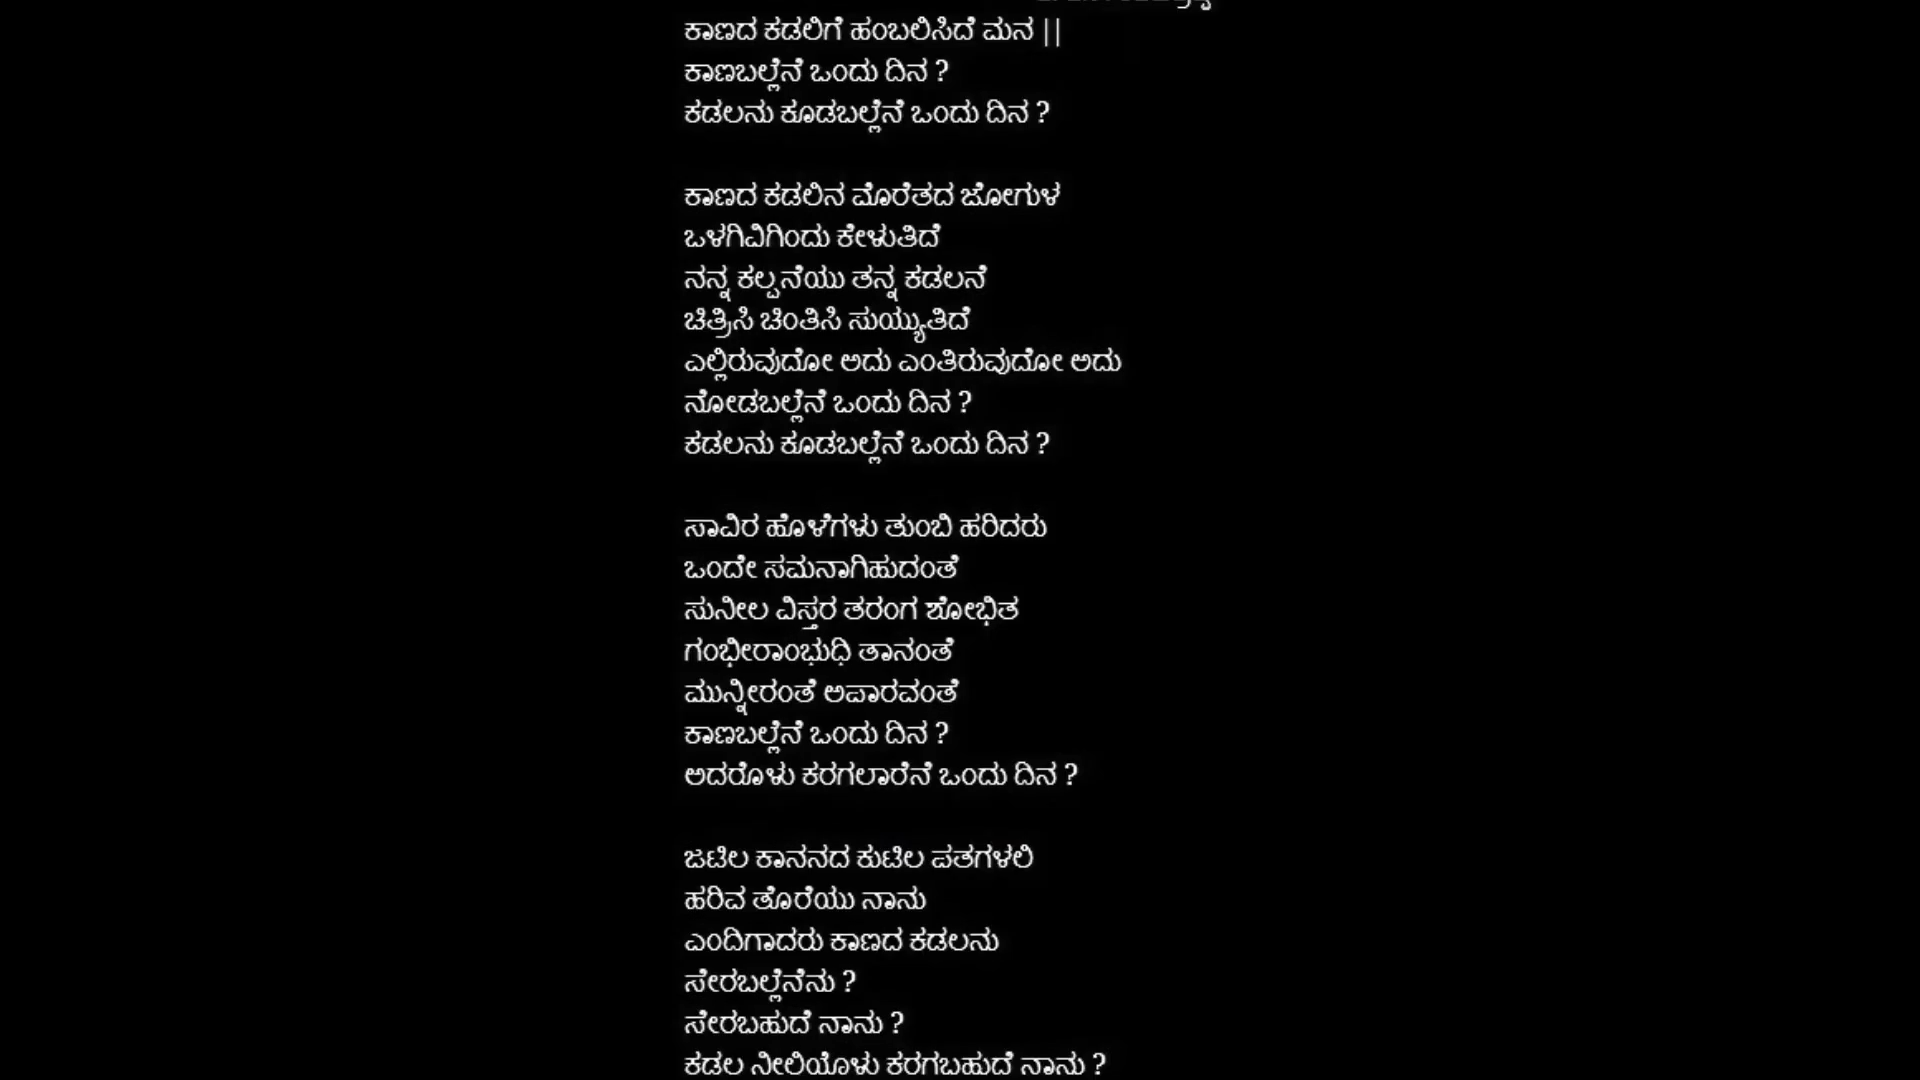 ಕಾಣದ ಕಡಲಿಗೆ ಹಂಬಲಿಸಿದೆ ಮನ ||
ಕಾಣಬಲ್ಲೆನೆ ಒಂದು ದಿನ ?
ಕಡಲನು ಕೂಡಬಲ್ಲೆನೆ ಒಂದು ದಿನ ?
ಕಾಣದ ಕಡಲಿನ ಮೊರೆತದ ಜೋಗುಳ
ಒಳಗಿವಿಗಿಂದು ಕೇಳುತಿದೆ
ನನ್ನ ಕಲ್ಪನೆಯು ತನ್ನ ಕಡಲನೆ
ಚಿತ್ರಿಸಿ ಚಿಂತಿಸಿ ಸುಯ್ಯುತಿದೆ
ಎಲ್ಲಿರುವುದೋ ಅದು ಎಂತಿರುವುದೋ ಅದು
ನೋಡಬಲ್ಲೆನೆ ಒಂದು ದಿನ ?
ಕಡಲನು ಕೂಡಬಲ್ಲೆನೆ ಒಂದು ದಿನ ?
ಸಾವಿರ ಹೊಳೆಗಳು ತುಂಬಿ ಹರಿದರು
ಒಂದೇ ಸಮನಾಗಿಹುದಂತೆ
ಸುನೀಲ ವಿಸ್ತರ ತರಂಗ ಶೋಭಿತ
ಗಂಭೀರಾಂಭುಧಿ ತಾನಂತೆ
ಮುನ್ನೀರಂತೆ ಅಪಾರವಂತೆ
ಕಾಣಬಲ್ಲೆನೆ ಒಂದು ದಿನ ?
ಅದರೊಳು ಕರಗಲಾರೆನೆ ಒಂದು ದಿನ ?
ಜಟಿಲ ಕಾನನದ ಕುಟಿಲ ಪತಗಳಲಿ
ಹರಿವ ತೊರೆಯು ನಾನು
ಎಂದಿಗಾದರು ಕಾಣದ ಕಡಲನು
ಸೇರಬಲ್ಲೆನೆನು ?
ಸೇರಬಹುದೆ ನಾನು ?
ಕಡಲ ನೀಲಿಯೊಳು ಕರಗಬಹುದೆ ನಾನು ?